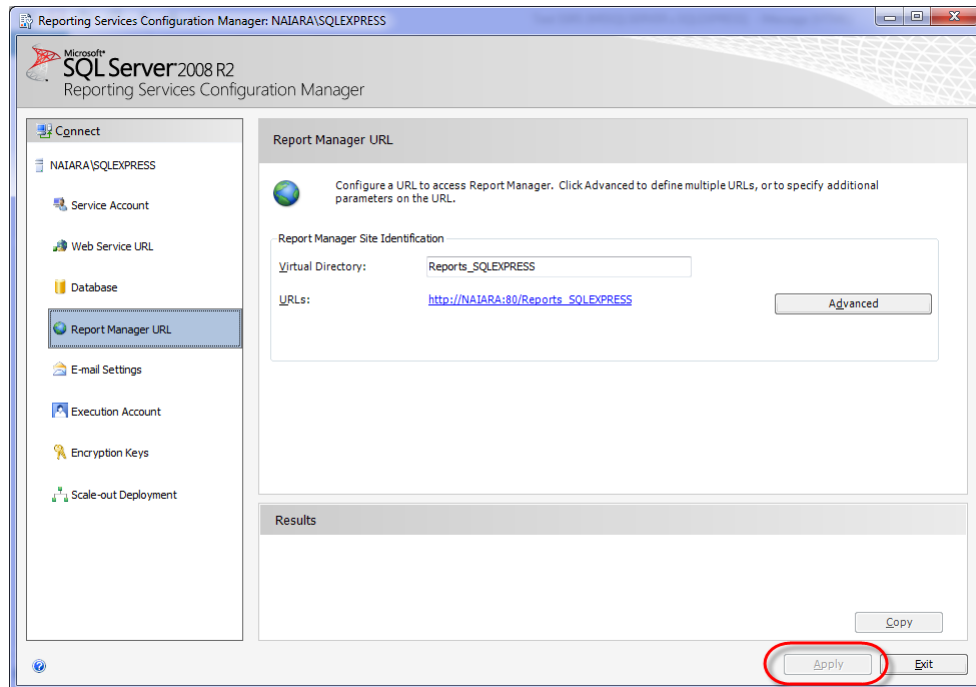 Reporting Services Configuration Manager: NAIARA\SQLEXPRESS
Microsoft®
SQL Server 2008 R2
Reporting Services Configuration Manager
Connect
NAIARA\SQLEXPRESS
Service Account
Web Service URL
Database
Report Manager URL
E-mail Settings
Execution Account
Encryption Keys
Scale-out Deployment
Report Manager URL
Configure a URL to access Report Manager. Click Advanced to define multiple URLs, or to specify additional
parameters on the URL.
Report Manager Site Identification
Virtual Directory: Reports_SQLEXPRESS
URLs: http://NAIARA:80/Reports_SQLEXPRESS
Advanced
Results
Copy
Apply Exit